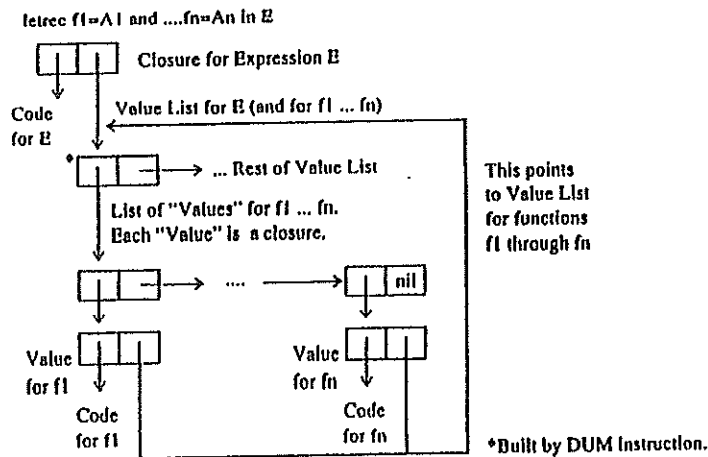 letrec f1=A1 and ....fn=An in E
Closure for Expression E
Code
for E
Value List for E (and for f1 ... fn)
*
... Rest of Value List
This points
to Value List
for functions
f1 through fn
List of "Values" for f1 ... fn.
Each "Value" is a closure.
....
nil
Value
for f1
Value
for fn
Code
for f1
Code
for fn
*Built by DUM Instruction.